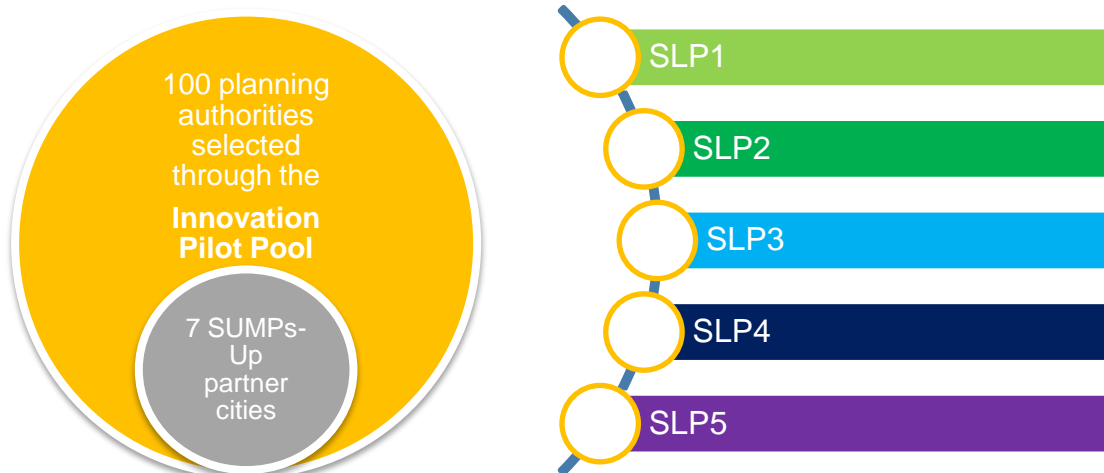 100 planning
authorities
selected
through the
Innovation
Pilot Pool
7 SUMPs-
Up
partner
cities
SLP1
SLP2
SLP3
SLP4
SLP5